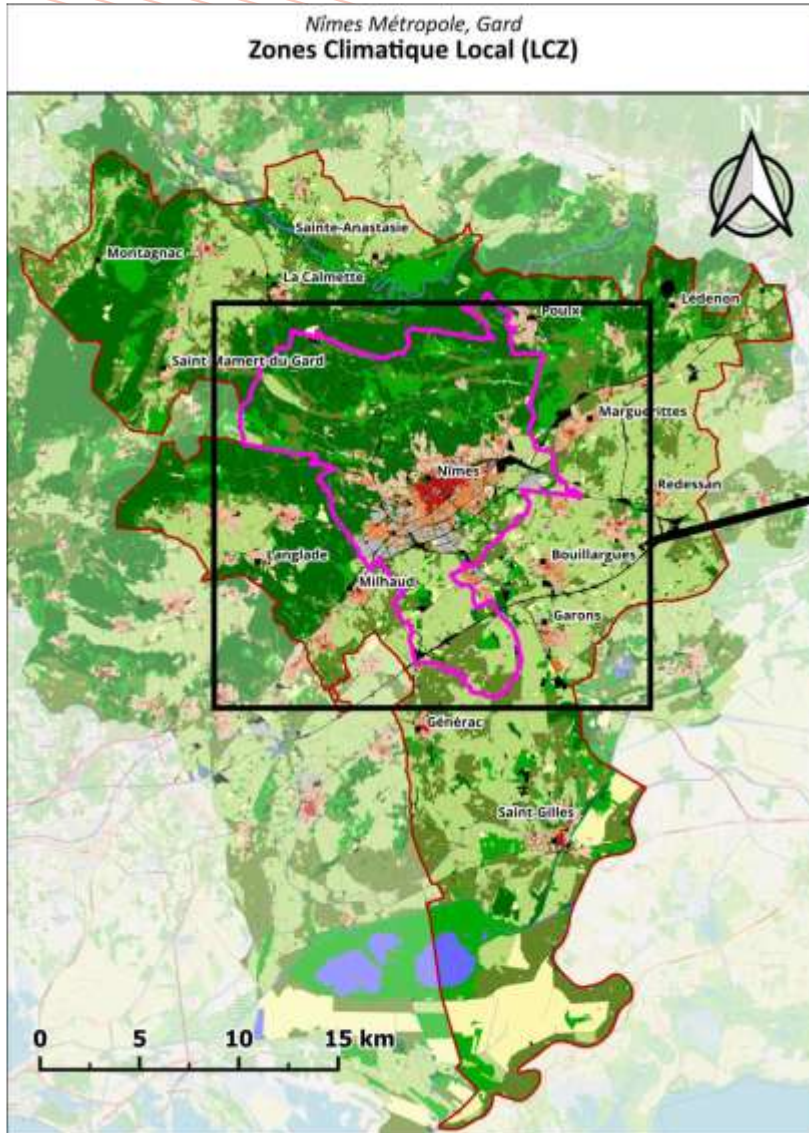 Nîmes Métropole, Gard
Zones Climatique Local (LCZ)
N
Sainte-Anastasie
Montagnac
La Calmette
Lédenon
Poulx
Saint-Mamert-du-Gard
Marguerittes
Nîmes
Redessan
Langlade
Bouillargues
Milhaud
Garons
Générac
Saint-Gilles
0 5 10 15 km